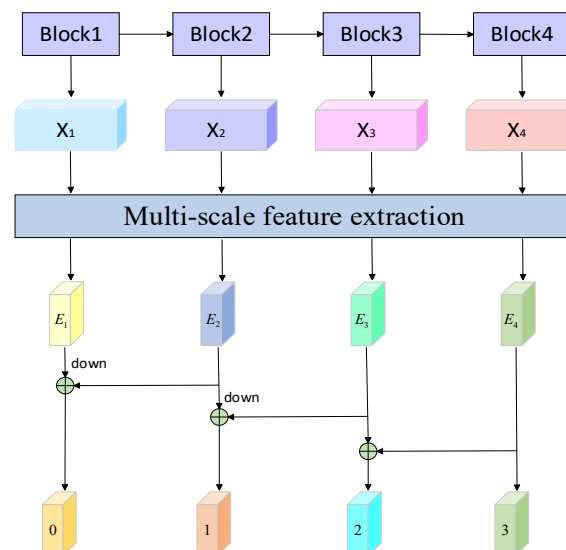 Block1 Block2 Block3 Block4
X1 X2 X3 X4
Multi-scale feature extraction
E1 E2 E3 E4
down
down
0 1 2 3